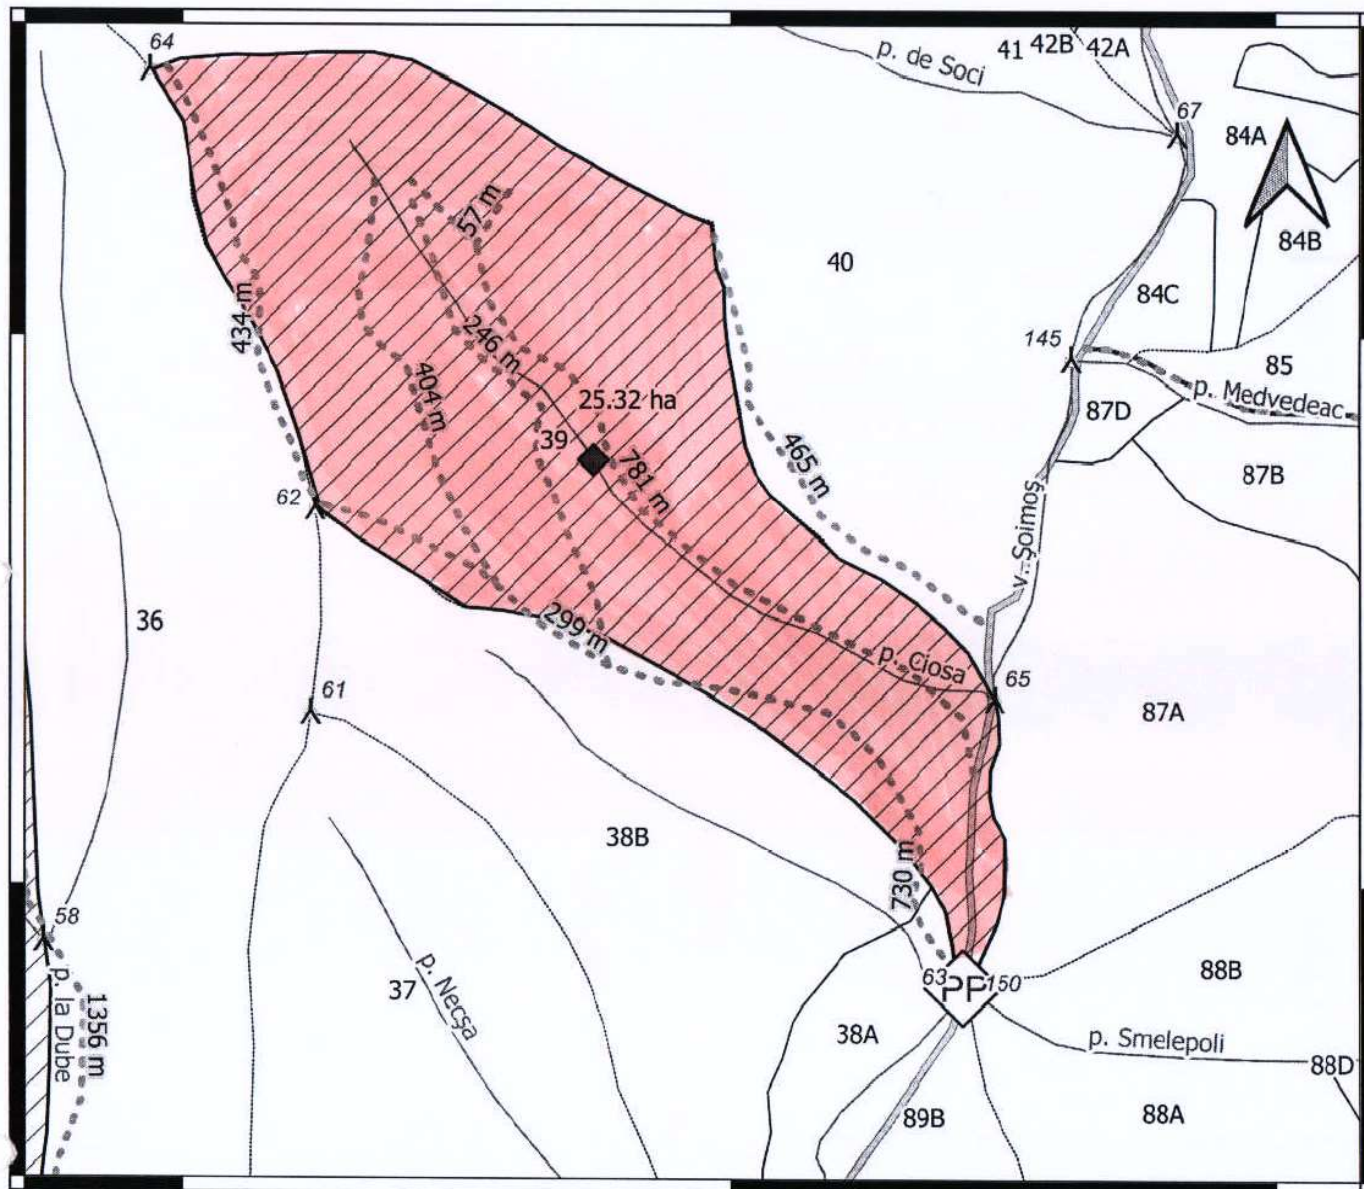 64
p. de Soci
41
42B
42A
67
84A
84B
57 m
40
84C
434 m
246 m
145
85
p. Medvedeac
404 m
25.32 ha
87D
39
465 m
781 m
87B
62
v. Soimoș
36
299 m
p. Ciosa
65
61
87A
38B
730 m
58
p. Necșa
37
63
PP
150
88B
p. la Dube
1356 m
38A
p. Smelepoli
88D
89B
88A